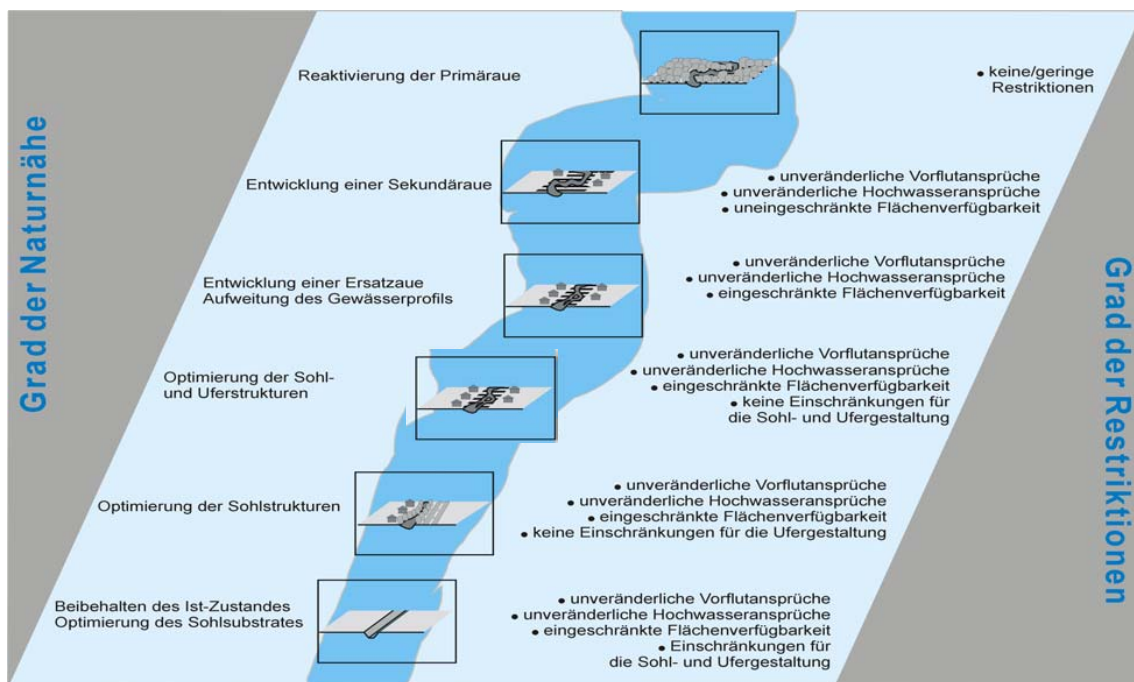 Grad der Naturnähe
Reaktivierung der Primäraue
• keine/geringe
Restriktionen
Entwicklung einer Sekundäraue
• unveränderliche Vorflutansprüche
• unveränderliche Hochwasseransprüche
• uneingeschränkte Flächenverfügbarkeit
Entwicklung einer Ersatzaue
Aufweitung des Gewässerprofils
• unveränderliche Vorflutansprüche
• unveränderliche Hochwasseransprüche
• eingeschränkte Flächenverfügbarkeit
Optimierung der Sohl-
und Uferstrukturen
• unveränderliche Vorflutansprüche
• unveränderliche Hochwasseransprüche
• eingeschränkte Flächenverfügbarkeit
• keine Einschränkungen für
die Sohl- und Ufergestaltung
Optimierung der Sohlstrukturen
• unveränderliche Vorflutansprüche
• unveränderliche Hochwasseransprüche
• eingeschränkte Flächenverfügbarkeit
• keine Einschränkungen für die Ufergestaltung
Beibehalten des Ist-Zustandes
Optimierung des Sohlsubstrates
• unveränderliche Vorflutansprüche
• unveränderliche Hochwasseransprüche
• eingeschränkte Flächenverfügbarkeit
• Einschränkungen für
die Sohl- und Ufergestaltung
Grad der Restriktionen